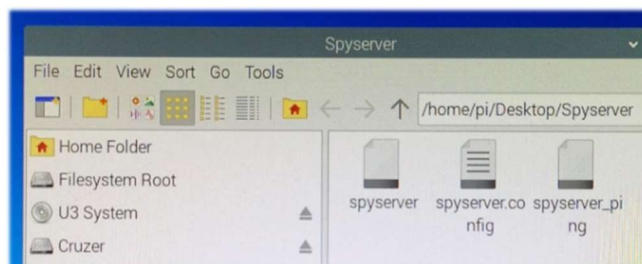 Spyserver
File Edit View Sort Go Tools
/home/pi/Desktop/Spyserver
Home Folder
Filesystem Root
U3 System
Cruzer
spyserver
spyserver.co
nfig
spyserver_pi
ng